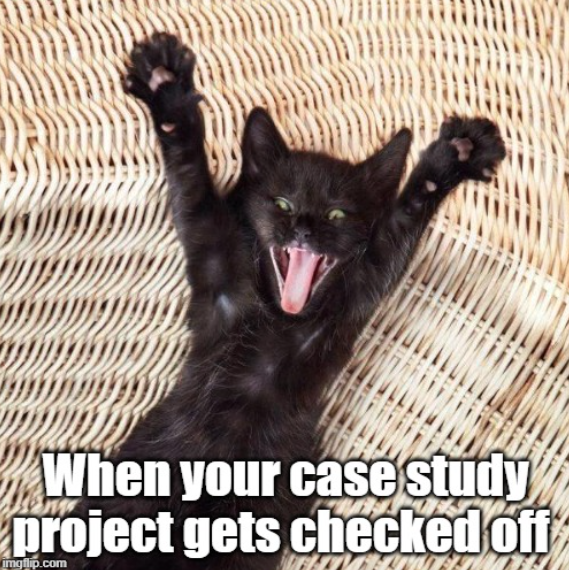 When your case study
project gets checked off
imgflip.com